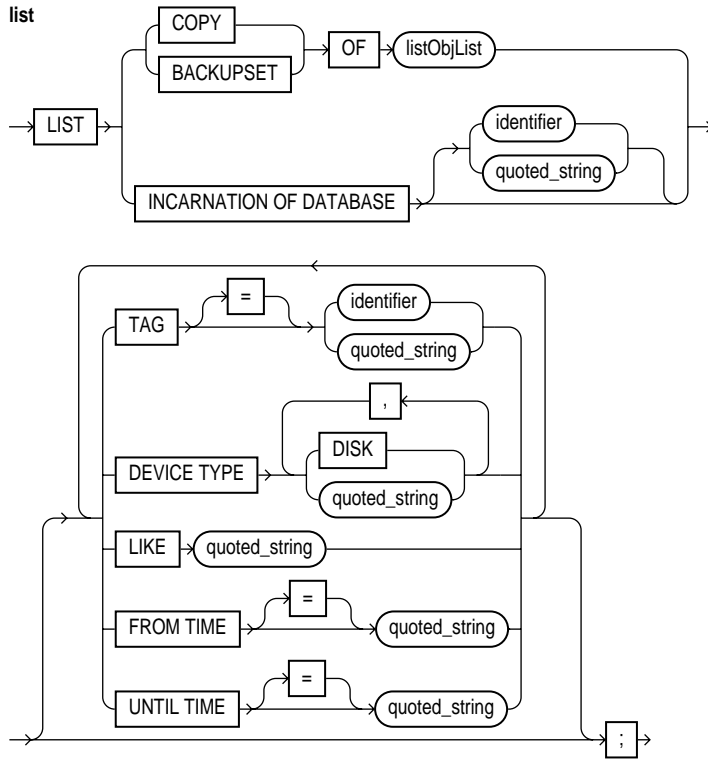 list
COPY
BACKUPSET
OF
listObjList
LIST
identifier
quoted_string
INCARNATION OF DATABASE
TAG
=
identifier
quoted_string
,
DEVICE TYPE
DISK
quoted_string
LIKE
quoted_string
FROM TIME
=
quoted_string
UNTIL TIME
=
quoted_string
;